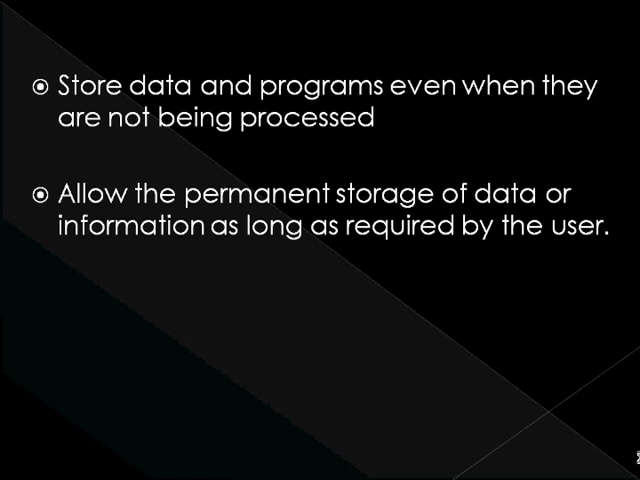 Store data and programs even when they
are not being processed
Allow the permanent storage of data or
information as long as required by the user.